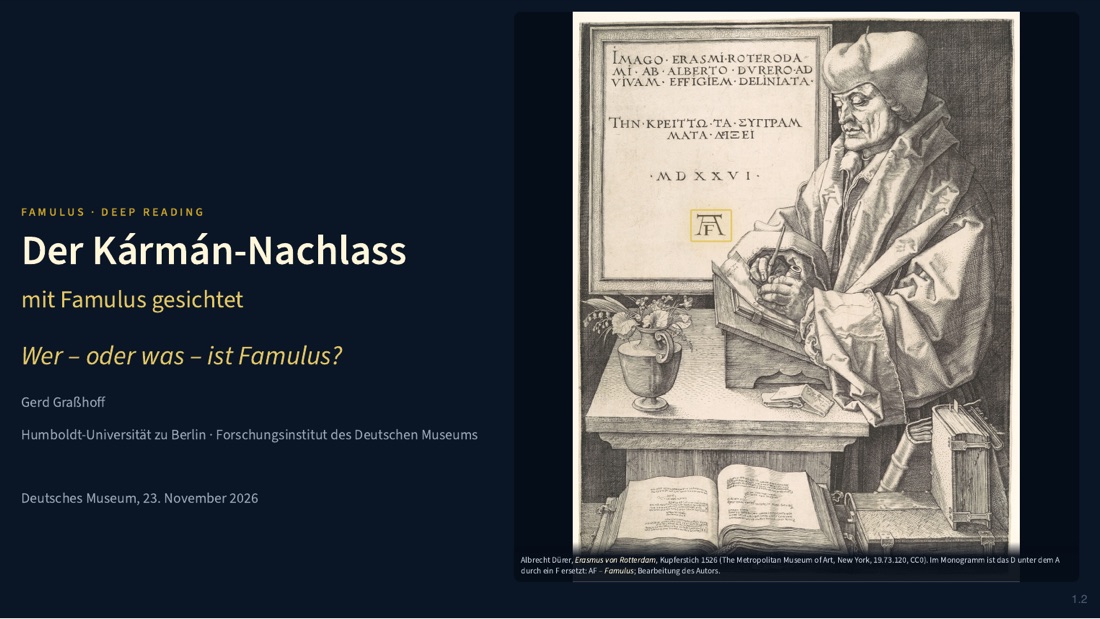 FAMULUS · DEEP READING
Der Kármán-Nachlass
mit Famulus gesichtet
Wer – oder was – ist Famulus?
Gerd Graßhoff
Humboldt-Universität zu Berlin · Forschungsinstitut des Deutschen Museums
Deutsches Museum, 23. November 2026
IMAGO · ERASMI · ROTERODA
MI · AB · ALBERTO · DVRERO · AD
VIVAM · EFFIGIEM · DELINIATA ·
ΤΗΝ · ΚΡΕΙΤΤΩ · ΤΑ · ΣΥΓΓΡΑΜ
ΜΑΤΑ · ΔΙΞΕΙ
· MDXXVI ·
AF
Albrecht Dürer, Erasmus von Rotterdam, Kupferstich 1526 (The Metropolitan Museum of Art, New York, 19.73.120, CC0). Im Monogramm ist das D unter dem A
durch ein F ersetzt: AF – Famulus; Bearbeitung des Autors.
1.2